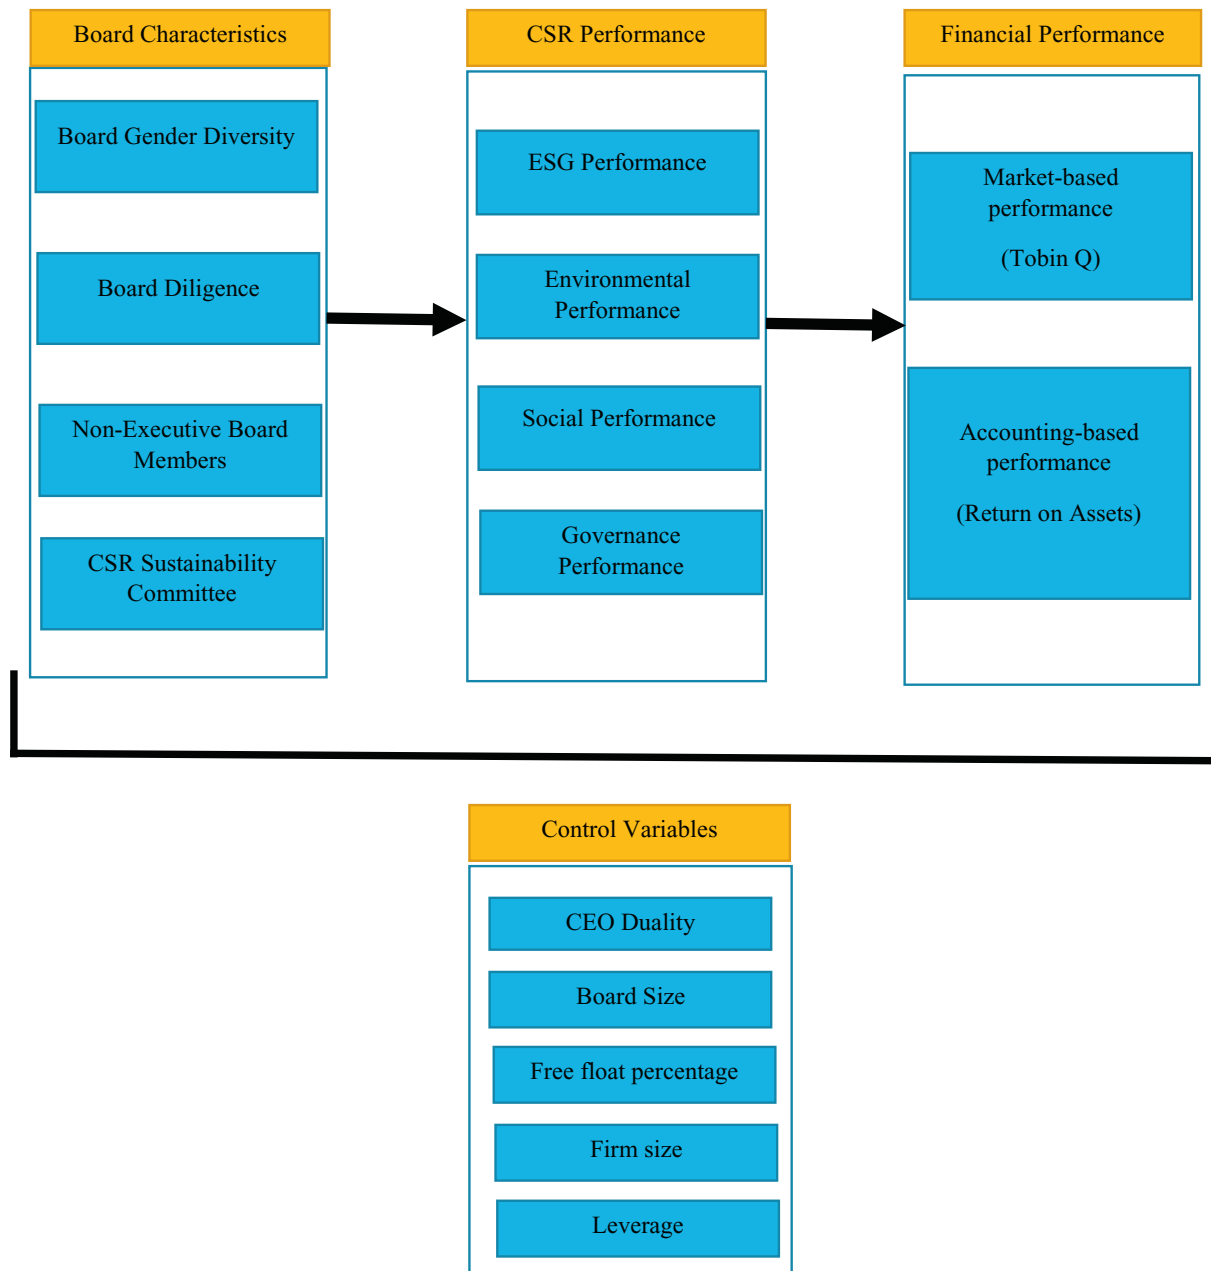 Board Characteristics
Board Gender Diversity
Board Diligence
Non-Executive Board
Members
CSR Sustainability
Committee
CSR Performance
ESG Performance
Environmental
Performance
Social Performance
Governance
Performance
Financial Performance
Market-based
performance
(Tobin Q)
Accounting-based
performance
(Return on Assets)
Control Variables
CEO Duality
Board Size
Free float percentage
Firm size
Leverage